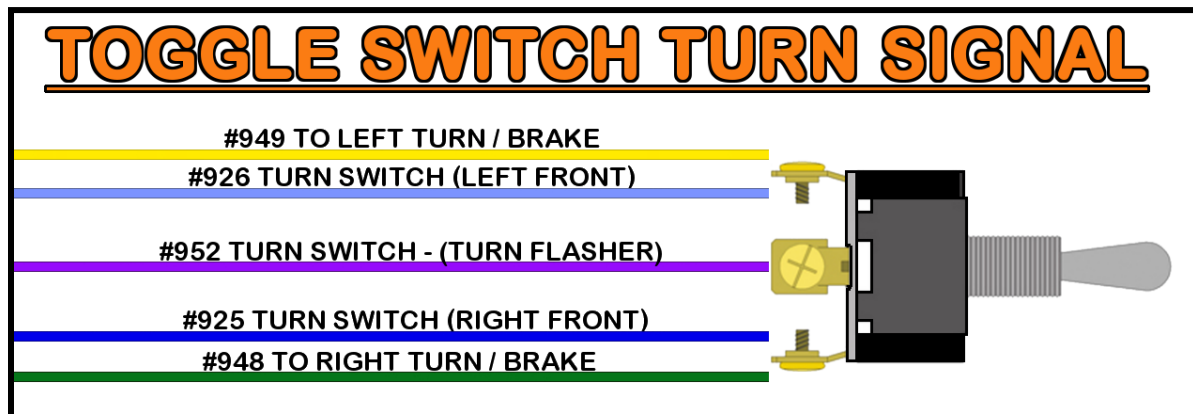 TOGGLE SWITCH TURN SIGNAL
#949 TO LEFT TURN / BRAKE
#926 TURN SWITCH (LEFT FRONT)
#952 TURN SWITCH - (TURN FLASHER)
#925 TURN SWITCH (RIGHT FRONT)
#948 TO RIGHT TURN / BRAKE